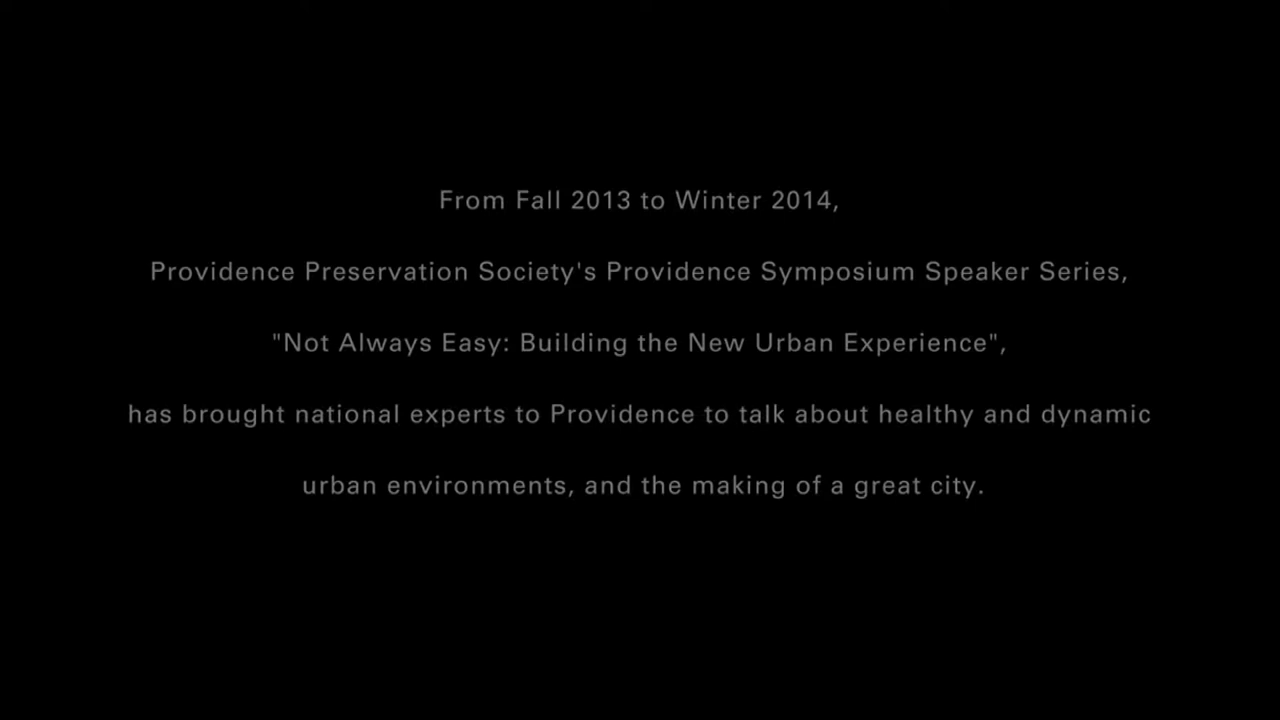 From Fall 2013 to Winter 2014,
Providence Preservation Society's Providence Symposium Speaker Series,
"Not Always Easy: Building the New Urban Experience",
has brought national experts to Providence to talk about healthy and dynamic
urban environments, and the making of a great city.